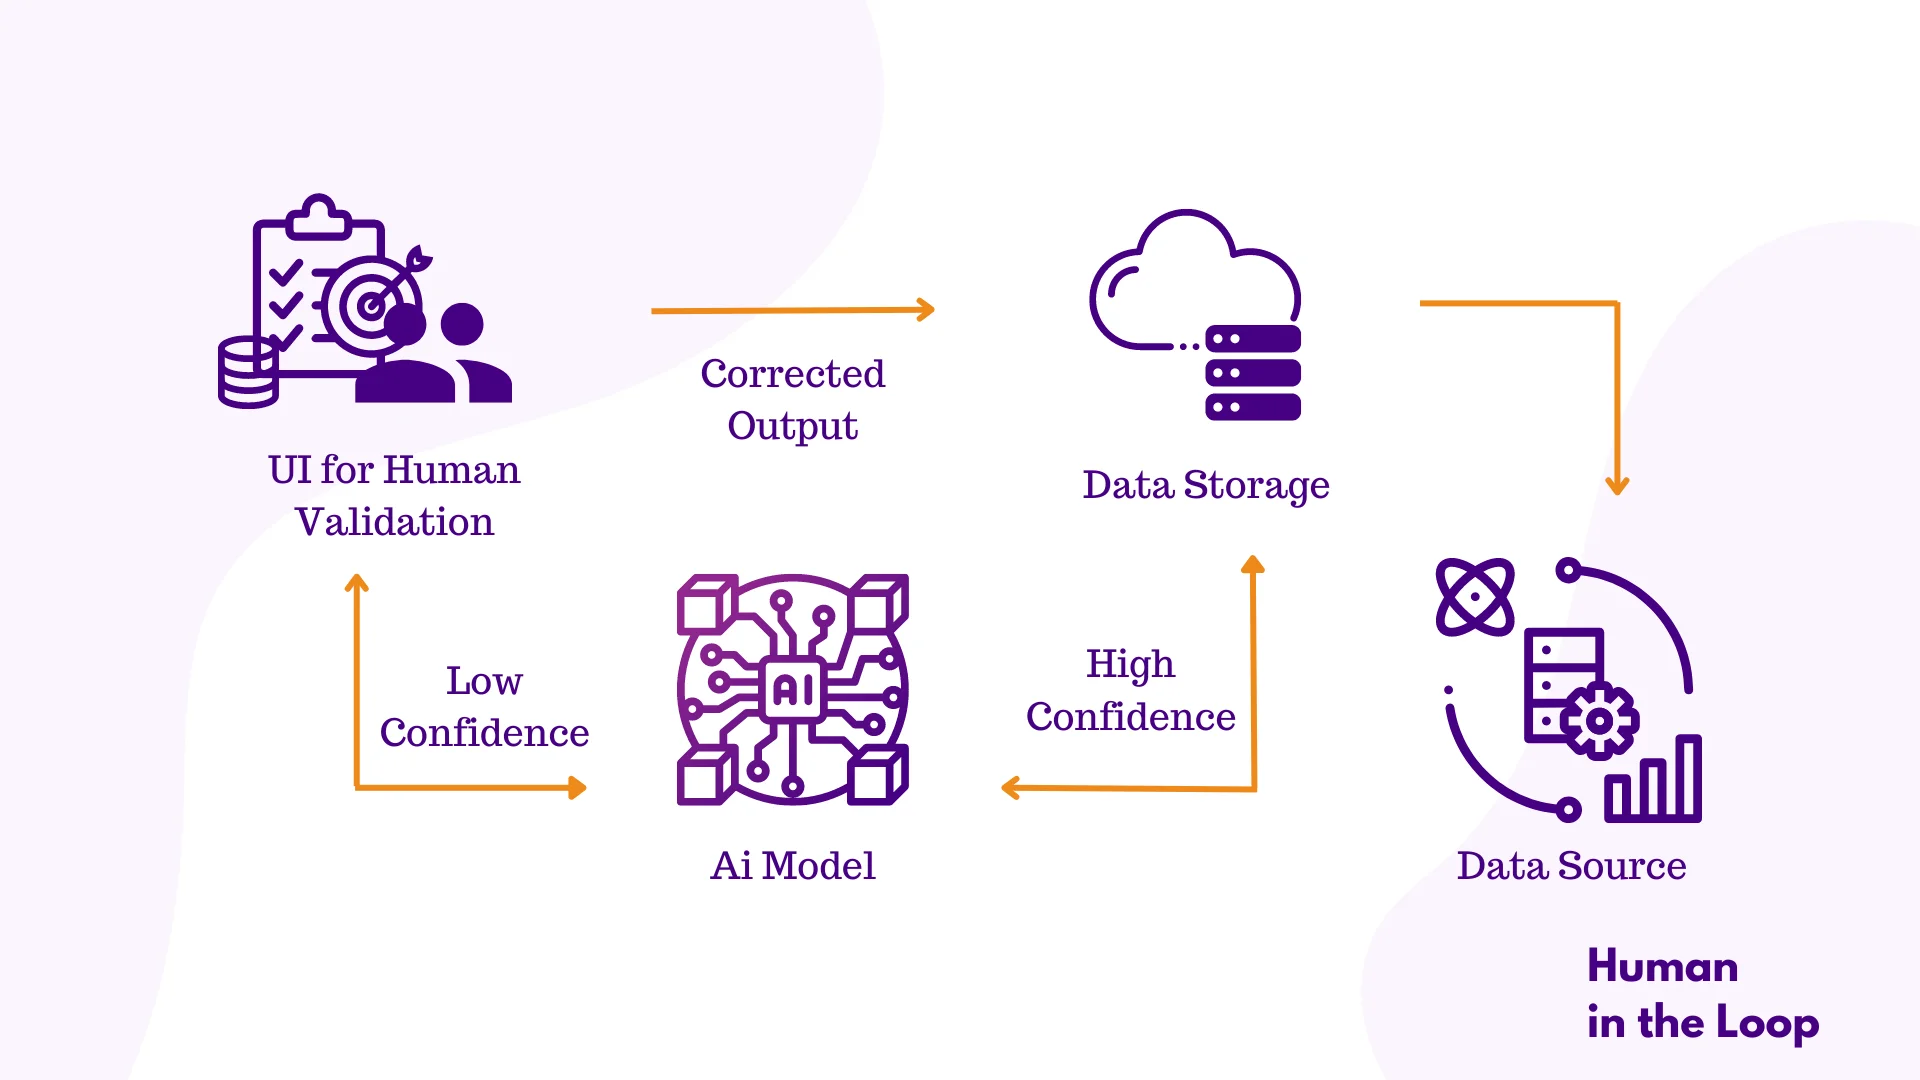 Corrected
Output
UI for Human
Validation
Data Storage
Low
Confidence
AI
High
Confidence
Ai Model
Data Source
Human
in the Loop